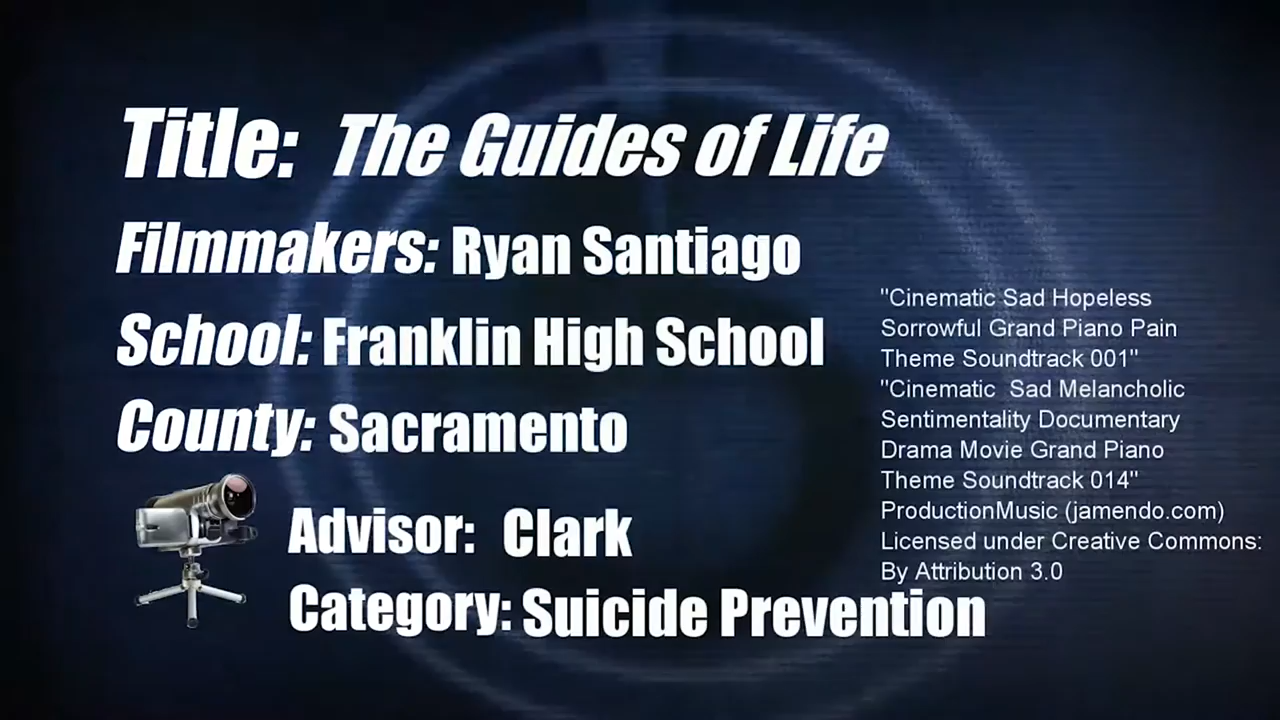 Title: The Guides of Life
Filmmakers: Ryan Santiago
School: Franklin High School
County: Sacramento
Advisor: Clark
Category: Suicide Prevention
"Cinematic Sad Hopeless
Sorrowful Grand Piano Pain
Theme Soundtrack 001"
"Cinematic  Sad Melancholic
Sentimentality Documentary
Drama Movie Grand Piano
Theme Soundtrack 014"
ProductionMusic (jamendo.com)
Licensed under Creative Commons:
By Attribution 3.0